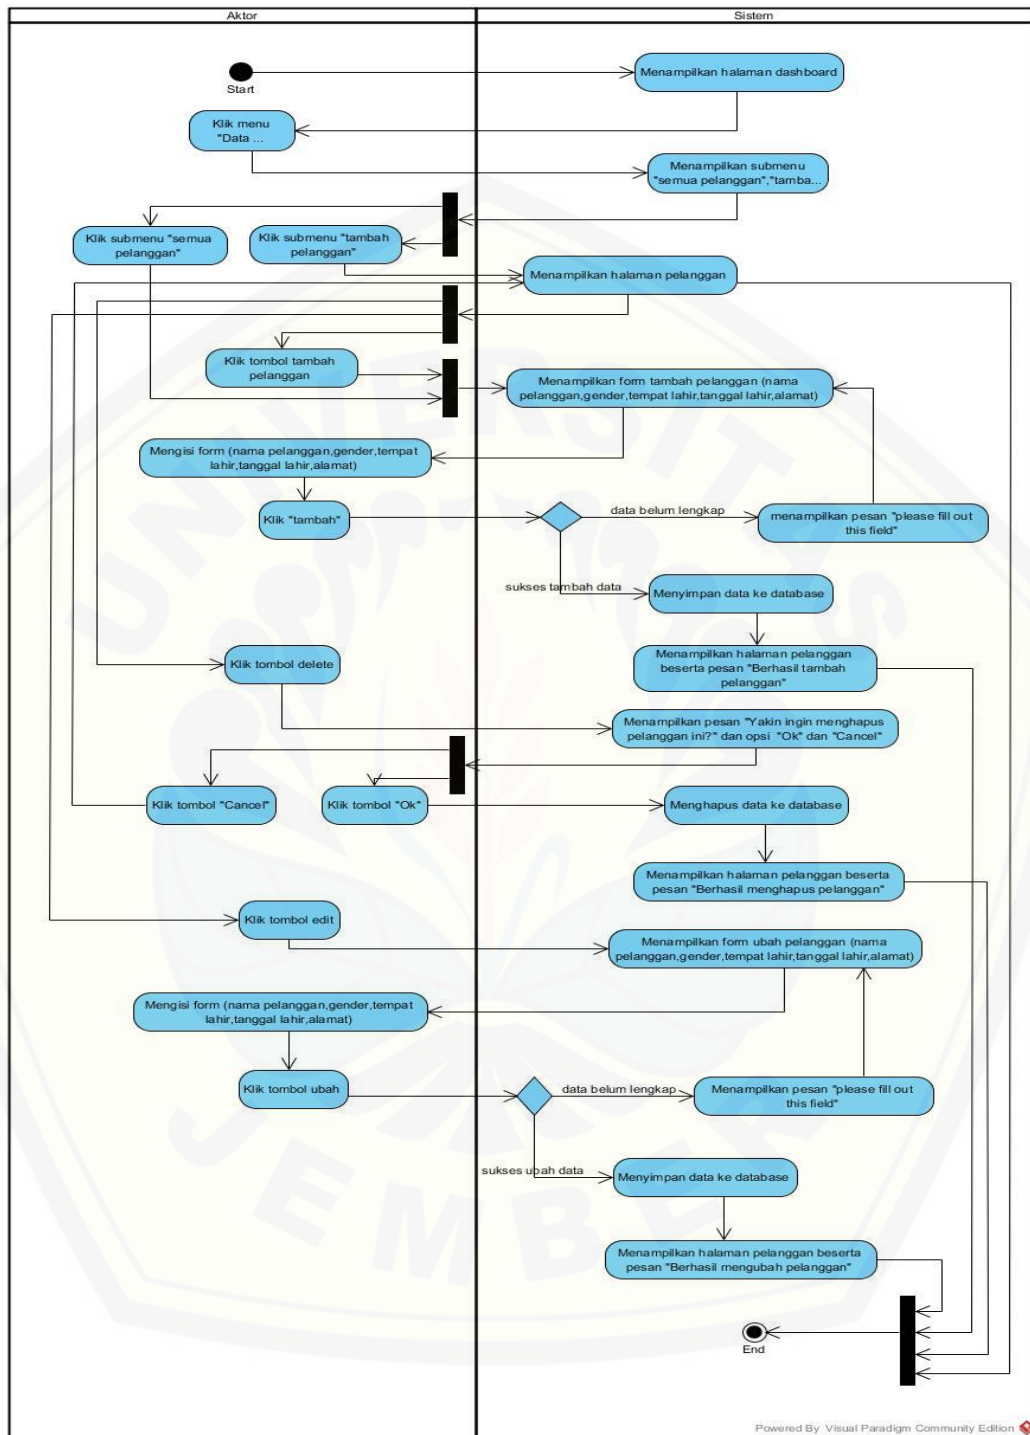 Aktor
Sistem
Start
Menampilkan halaman dashboard
Klik menu
"Data ...
Menampilkan submenu
"semua pelanggan","tamba...
Klik submenu "semua
pelanggan"
Klik submenu "tambah
pelanggan"
Menampilkan halaman pelanggan
Klik tombol tambah
pelanggan
Menampilkan form tambah pelanggan (nama
pelanggan,gender,tempat lahir,tanggal lahir,alamat)
Mengisi form (nama pelanggan,gender,tempat
lahir,tanggal lahir,alamat)
Klik "tambah"
data belum lengkap
menampilkan pesan "please fill out
this field"
sukses tambah data
Menyimpan data ke database
Menampilkan halaman pelanggan
beserta pesan "Berhasil tambah
pelanggan"
Klik tombol delete
Menampilkan pesan "Yakin ingin menghapus
pelanggan ini?" dan opsi "Ok" dan "Cancel"
Klik tombol "Cancel"
Klik tombol "Ok"
Menghapus data ke database
Menampilkan halaman pelanggan beserta
pesan "Berhasil menghapus pelanggan"
Klik tombol edit
Menampilkan form ubah pelanggan (nama
pelanggan,gender,tempat lahir,tanggal lahir,alamat)
Mengisi form (nama pelanggan,gender,tempat
lahir,tanggal lahir,alamat)
Klik tombol ubah
data belum lengkap
Menampilkan pesan "please fill out
this field"
sukses ubah data
Menyimpan data ke database
Menampilkan halaman pelanggan beserta
pesan "Berhasil mengubah pelanggan"
End
UNIVERSITAS
JEMBER
Powered By Visual Paradigm Community Edition